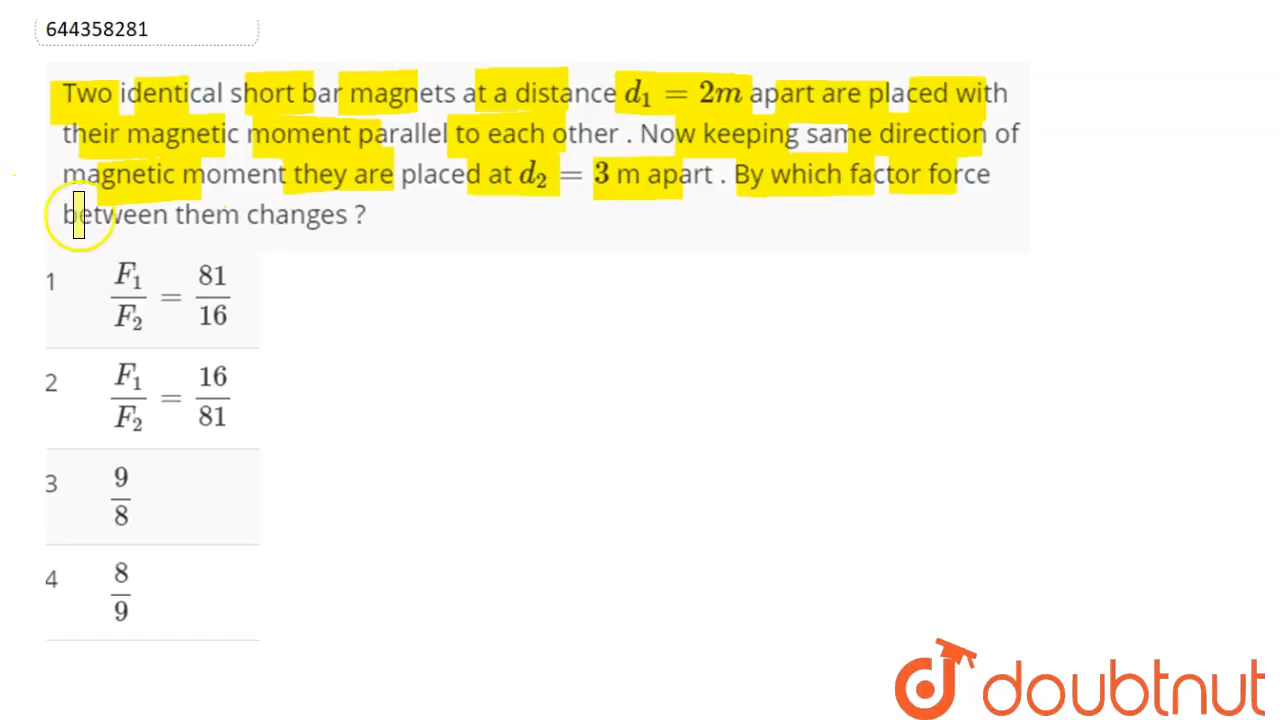 644358281
Two identical short bar magnets at a distance d₁ = 2m apart are placed with
their magnetic moment parallel to each other . Now keeping same direction of
magnetic moment they are placed at d₂ = 3 m apart . By which factor force
between them changes ?
1 F₁/F₂ = 81/16
2 F₁/F₂ = 16/81
3 9/8
4 8/9
doubtnut